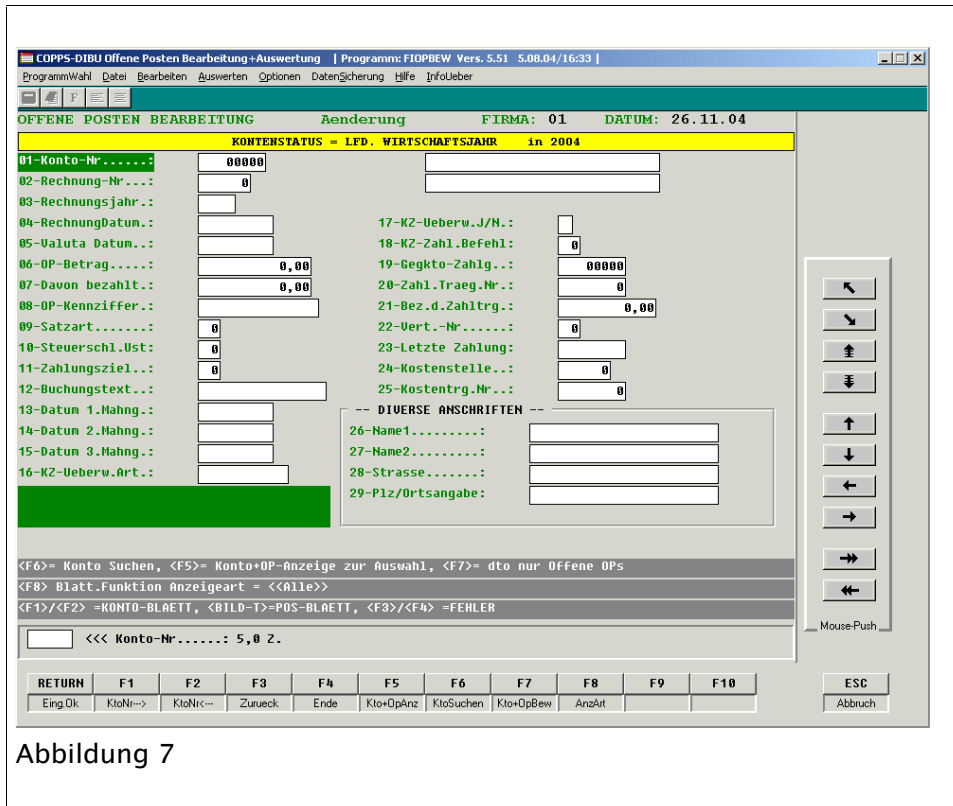 COPPS-DIBU Offene Posten Bearbeitung+Auswertung | Programm: FIOPBEW Vers. 5.51 5.08.04/16:33 |
ProgrammWahl Datei Bearbeiten Auswerten Optionen DatenSicherung Hilfe InfoUeber
F
OFFENE POSTEN BEARBEITUNG Aenderung FIRMA: 01 DATUM: 26.11.04
KONTENSTATUS = LFD. WIRTSCHAFTSJAHR in 2004
01-Konto-Nr......: 00000
02-Rechnung-Nr...: 0
03-Rechnungsjahr.:
04-RechnungDatum.: 17-KZ-Ueberw.J/N.:
05-Valuta Datum..: 18-KZ-Zahl.Befehl: 0
06-OP-Betrag.....: 0,00 19-Gegkto-Zahlg..: 00000
07-Davon bezahlt.: 0,00 20-Zahl.Traeg.Nr.: 0
08-OP-Kennziffer.: 21-Bez.d.Zahltrg.: 0,00
09-Satzart.......: 0 22-Vert.-Nr......: 0
10-Steuerschl.Ust: 0 23-Letzte Zahlung:
11-Zahlungsziel..: 0 24-Kostenstelle..: 0
12-Buchungstext..: 25-Kostentrg.Nr..: 0
13-Datum 1.Mahng.: -- DIVERSE ANSCHRIFTEN --
14-Datum 2.Mahng.: 26-Name1.........:
15-Datum 3.Mahng.: 27-Name2.........:
16-KZ-Ueberw.Art.: 28-Strasse.......:
29-Plz/Ortsangabe:
<F6>= Konto Suchen, <F5>= Konto+OP-Anzeige zur Auswahl, <F7>= dto nur Offene OPs
<F8> Blatt.Funktion Anzeigeart = <<Alle>>
<F1>/<F2> =KONTO-BLAETT, <BILD-T>=POS-BLAETT, <F3>/<F4> =FEHLER
Mouse-Push
<<< Konto-Nr......: 5,0 Z.
RETURN F1 F2 F3 F4 F5 F6 F7 F8 F9 F10 ESC
Eing.Ok KtoNr---> KtoNr<--- Zurueck Ende Kto+OpAnz KtoSuchen Kto+OpBew AnzArt Abbruch
Abbildung 7